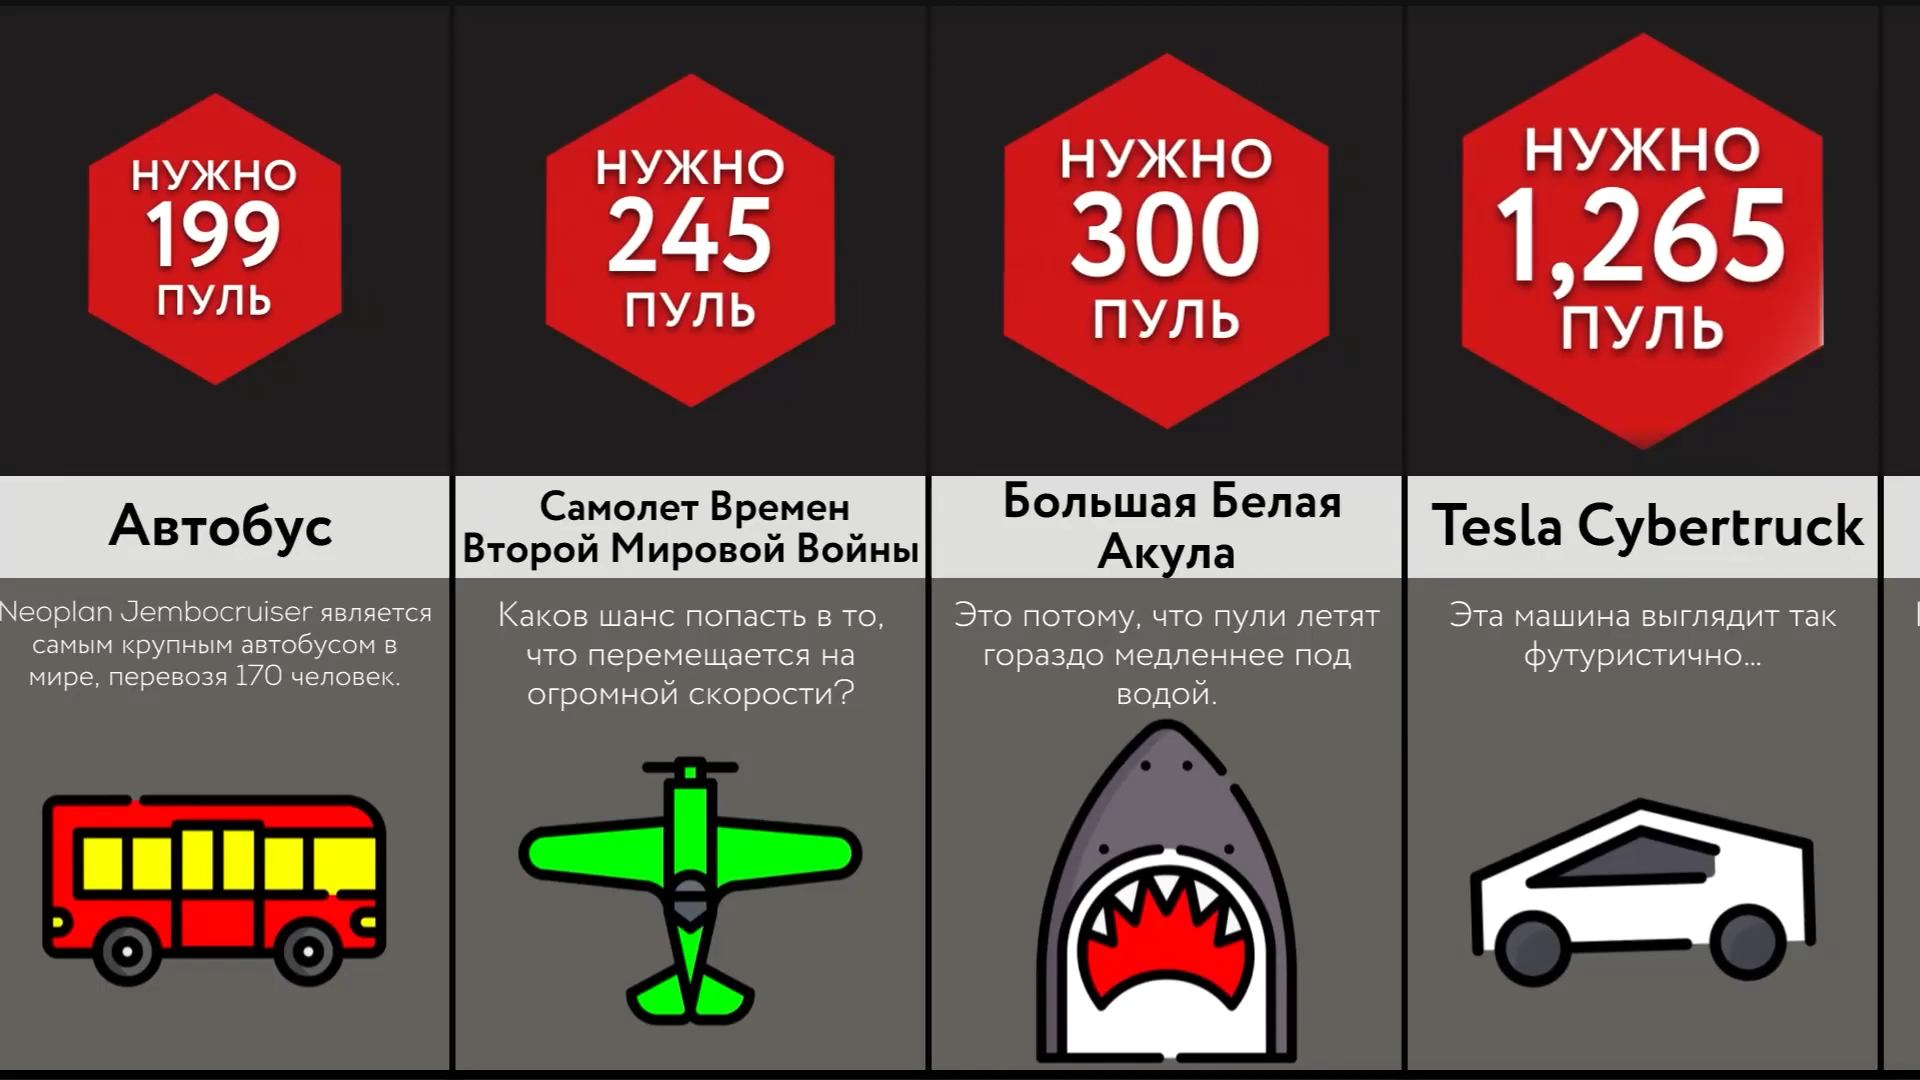 НУЖНО
199
ПУЛЬ
Автобус
Neoplan Jembocruiser является
самым крупным автобусом в
мире, перевозя 170 человек.
НУЖНО
245
ПУЛЬ
Самолет Времен
Второй Мировой Войны
Каков шанс попасть в то,
что перемещается на
огромной скорости?
НУЖНО
300
ПУЛЬ
Большая Белая
Акула
Это потому, что пули летят
гораздо медленнее под
водой.
НУЖНО
1,265
ПУЛЬ
Tesla Cybertruck
Эта машина выглядит так
футуристично...